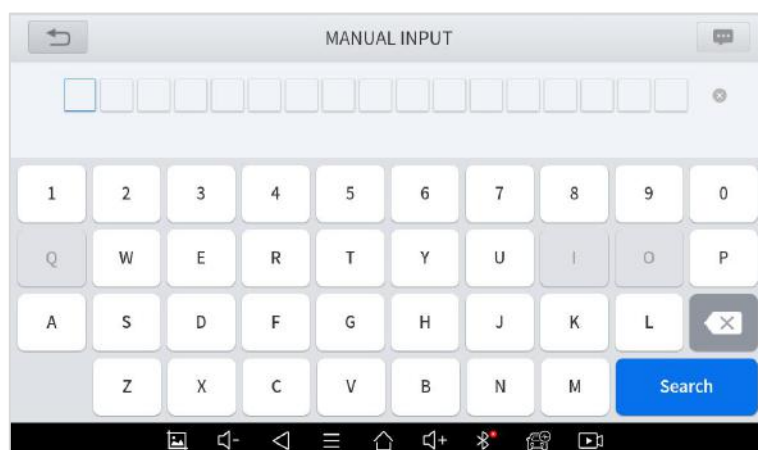 MANUAL INPUT
1 2 3 4 5 6 7 8 9 0
Q W E R T Y U I O P
A S D F G H J K L
Z X C V B N M Search